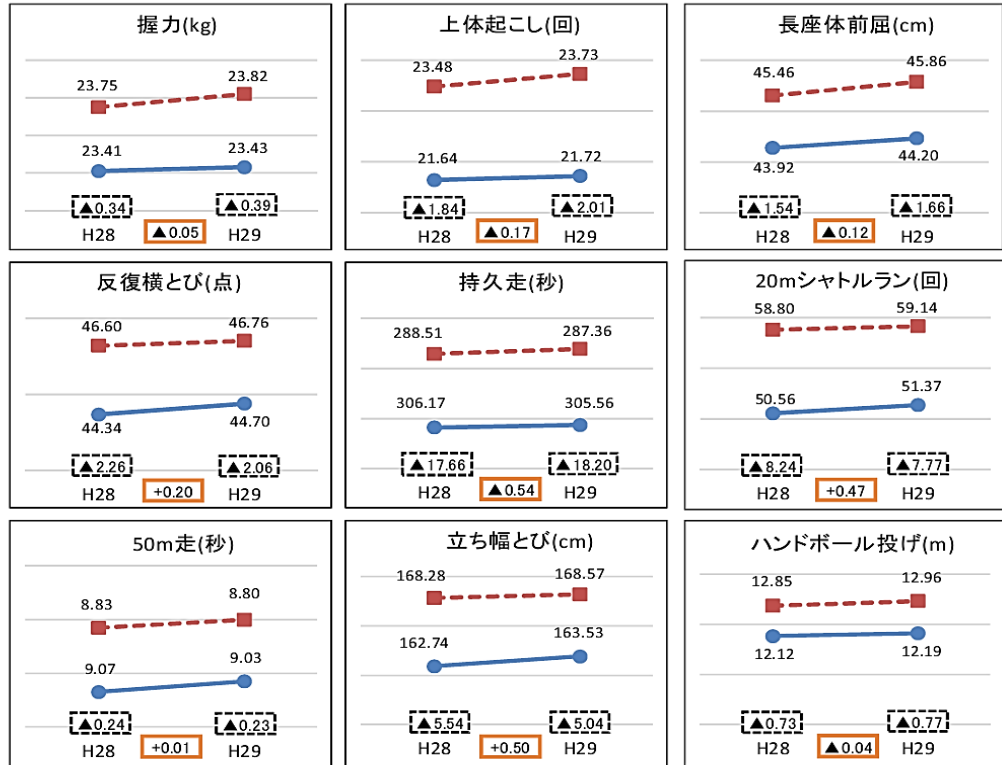 握力(kg)
23.75
23.82
23.41
23.43
▲0.34
▲0.39
H28
▲0.05
H29
上体起こし(回)
23.48
23.73
21.64
21.72
▲1.84
▲2.01
H28
▲0.17
H29
長座体前屈(cm)
45.46
45.86
43.92
44.20
▲1.54
▲1.66
H28
▲0.12
H29
反復横とび(点)
46.60
46.76
44.34
44.70
▲2.26
▲2.06
H28
+0.20
H29
持久走(秒)
288.51
287.36
306.17
305.56
▲17.66
▲18.20
H28
▲0.54
H29
20mシャトルラン(回)
58.80
59.14
50.56
51.37
▲8.24
▲7.77
H28
+0.47
H29
50m走(秒)
8.83
8.80
9.07
9.03
▲0.24
▲0.23
H28
+0.01
H29
立ち幅とび(cm)
168.28
168.57
162.74
163.53
▲5.54
▲5.04
H28
+0.50
H29
ハンドボール投げ(m)
12.85
12.96
12.12
12.19
▲0.73
▲0.77
H28
▲0.04
H29